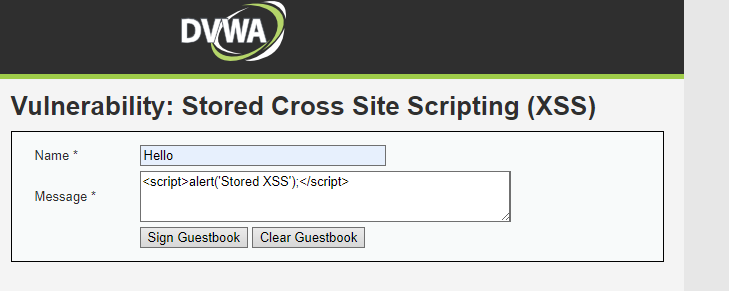 DVWA
Vulnerability: Stored Cross Site Scripting (XSS)
Name * Hello
Message * <script>alert('Stored XSS');</script>
Sign Guestbook Clear Guestbook